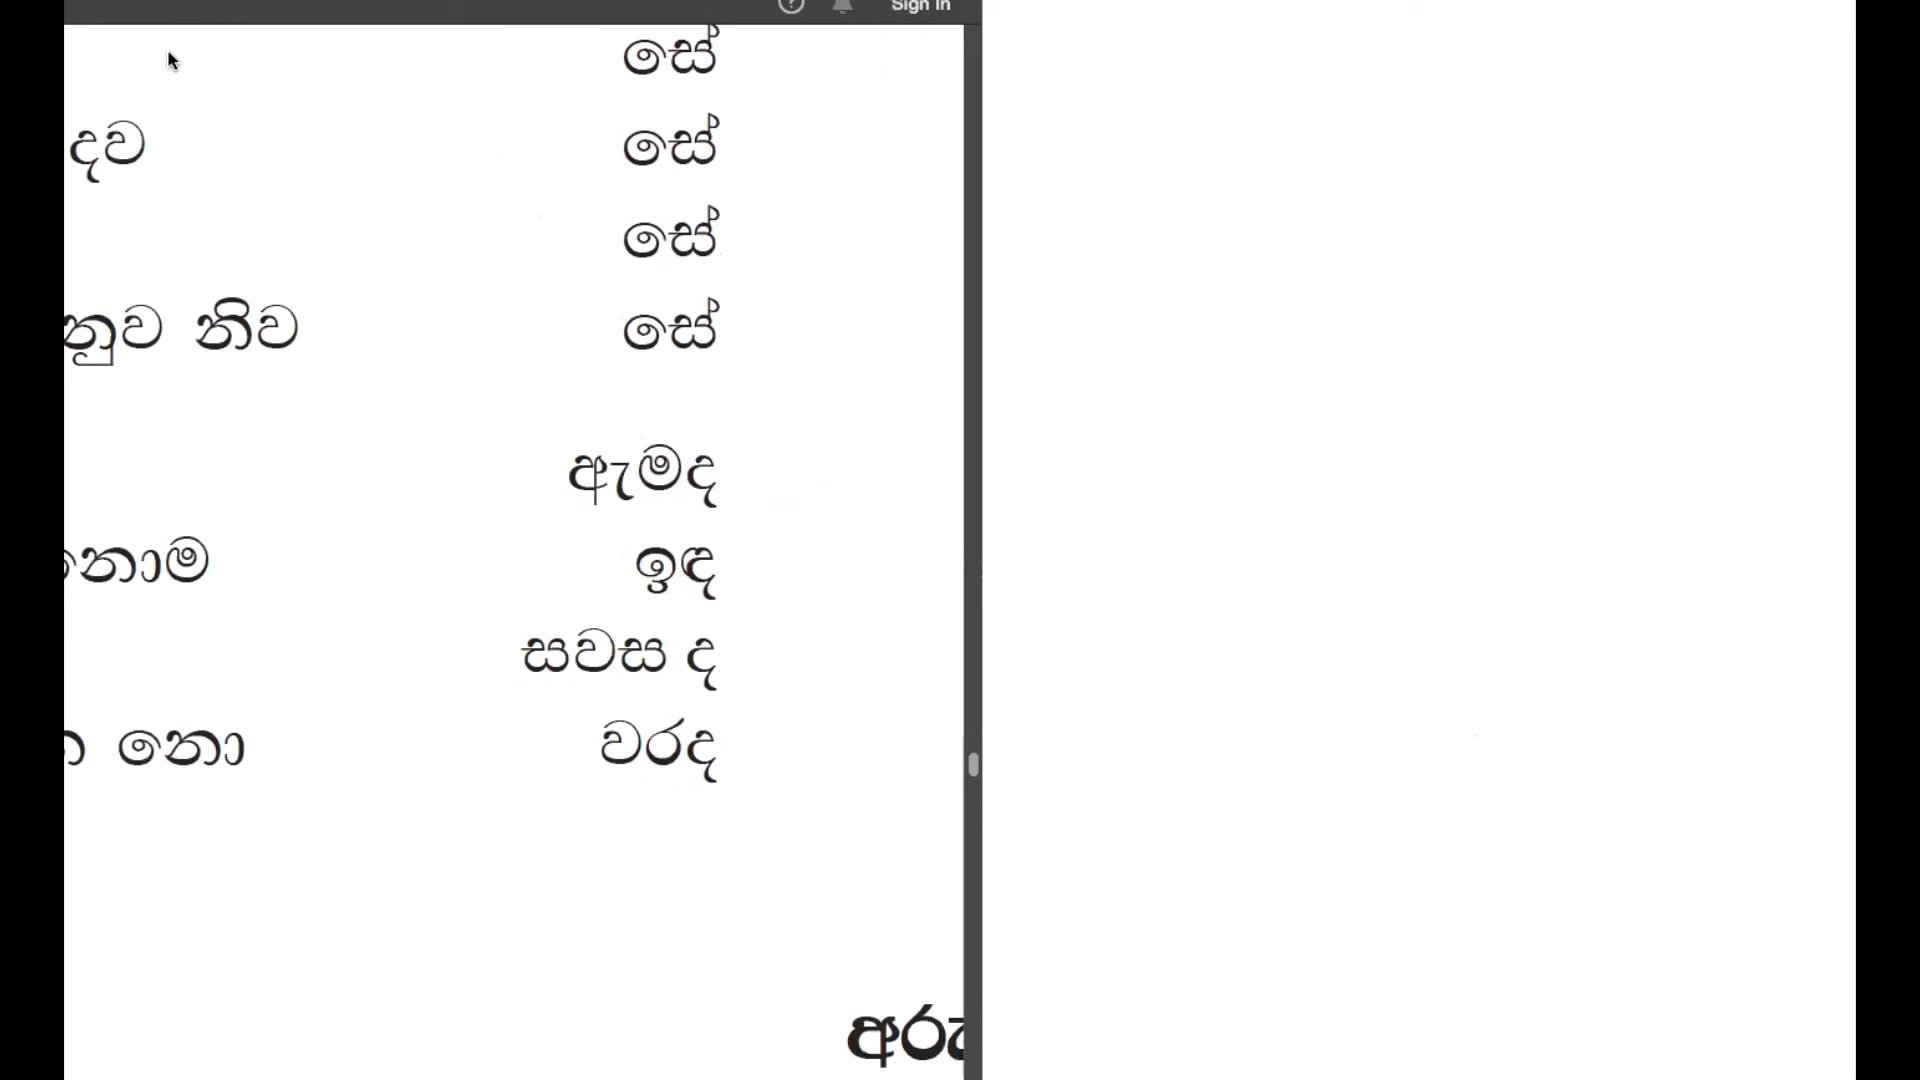 Sign In
සේ
දව සේ
සේ
නුව නිව සේ
ඇමද
නොම ඉඳ
සවස ද
නො වරද